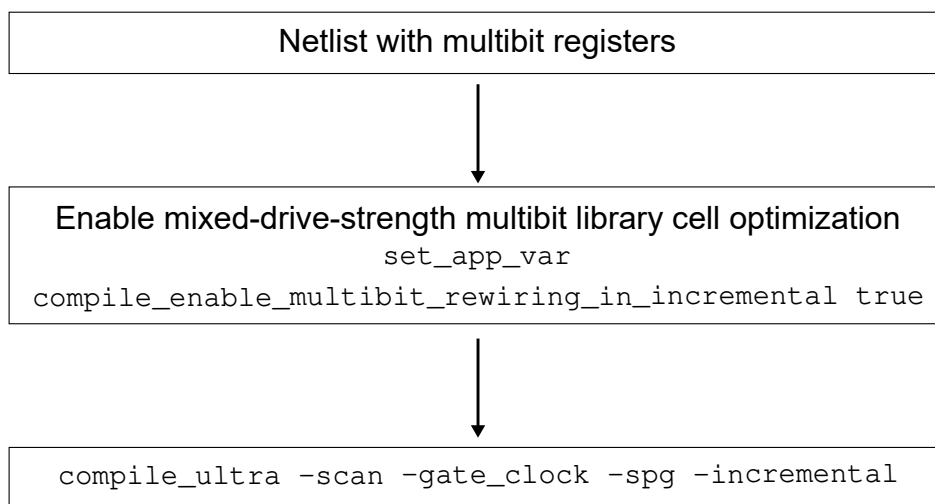 Netlist with multibit registers
Enable mixed-drive-strength multibit library cell optimization
set_app_var
compile_enable_multibit_rewiring_in_incremental true
compile_ultra –scan –gate_clock –spg –incremental